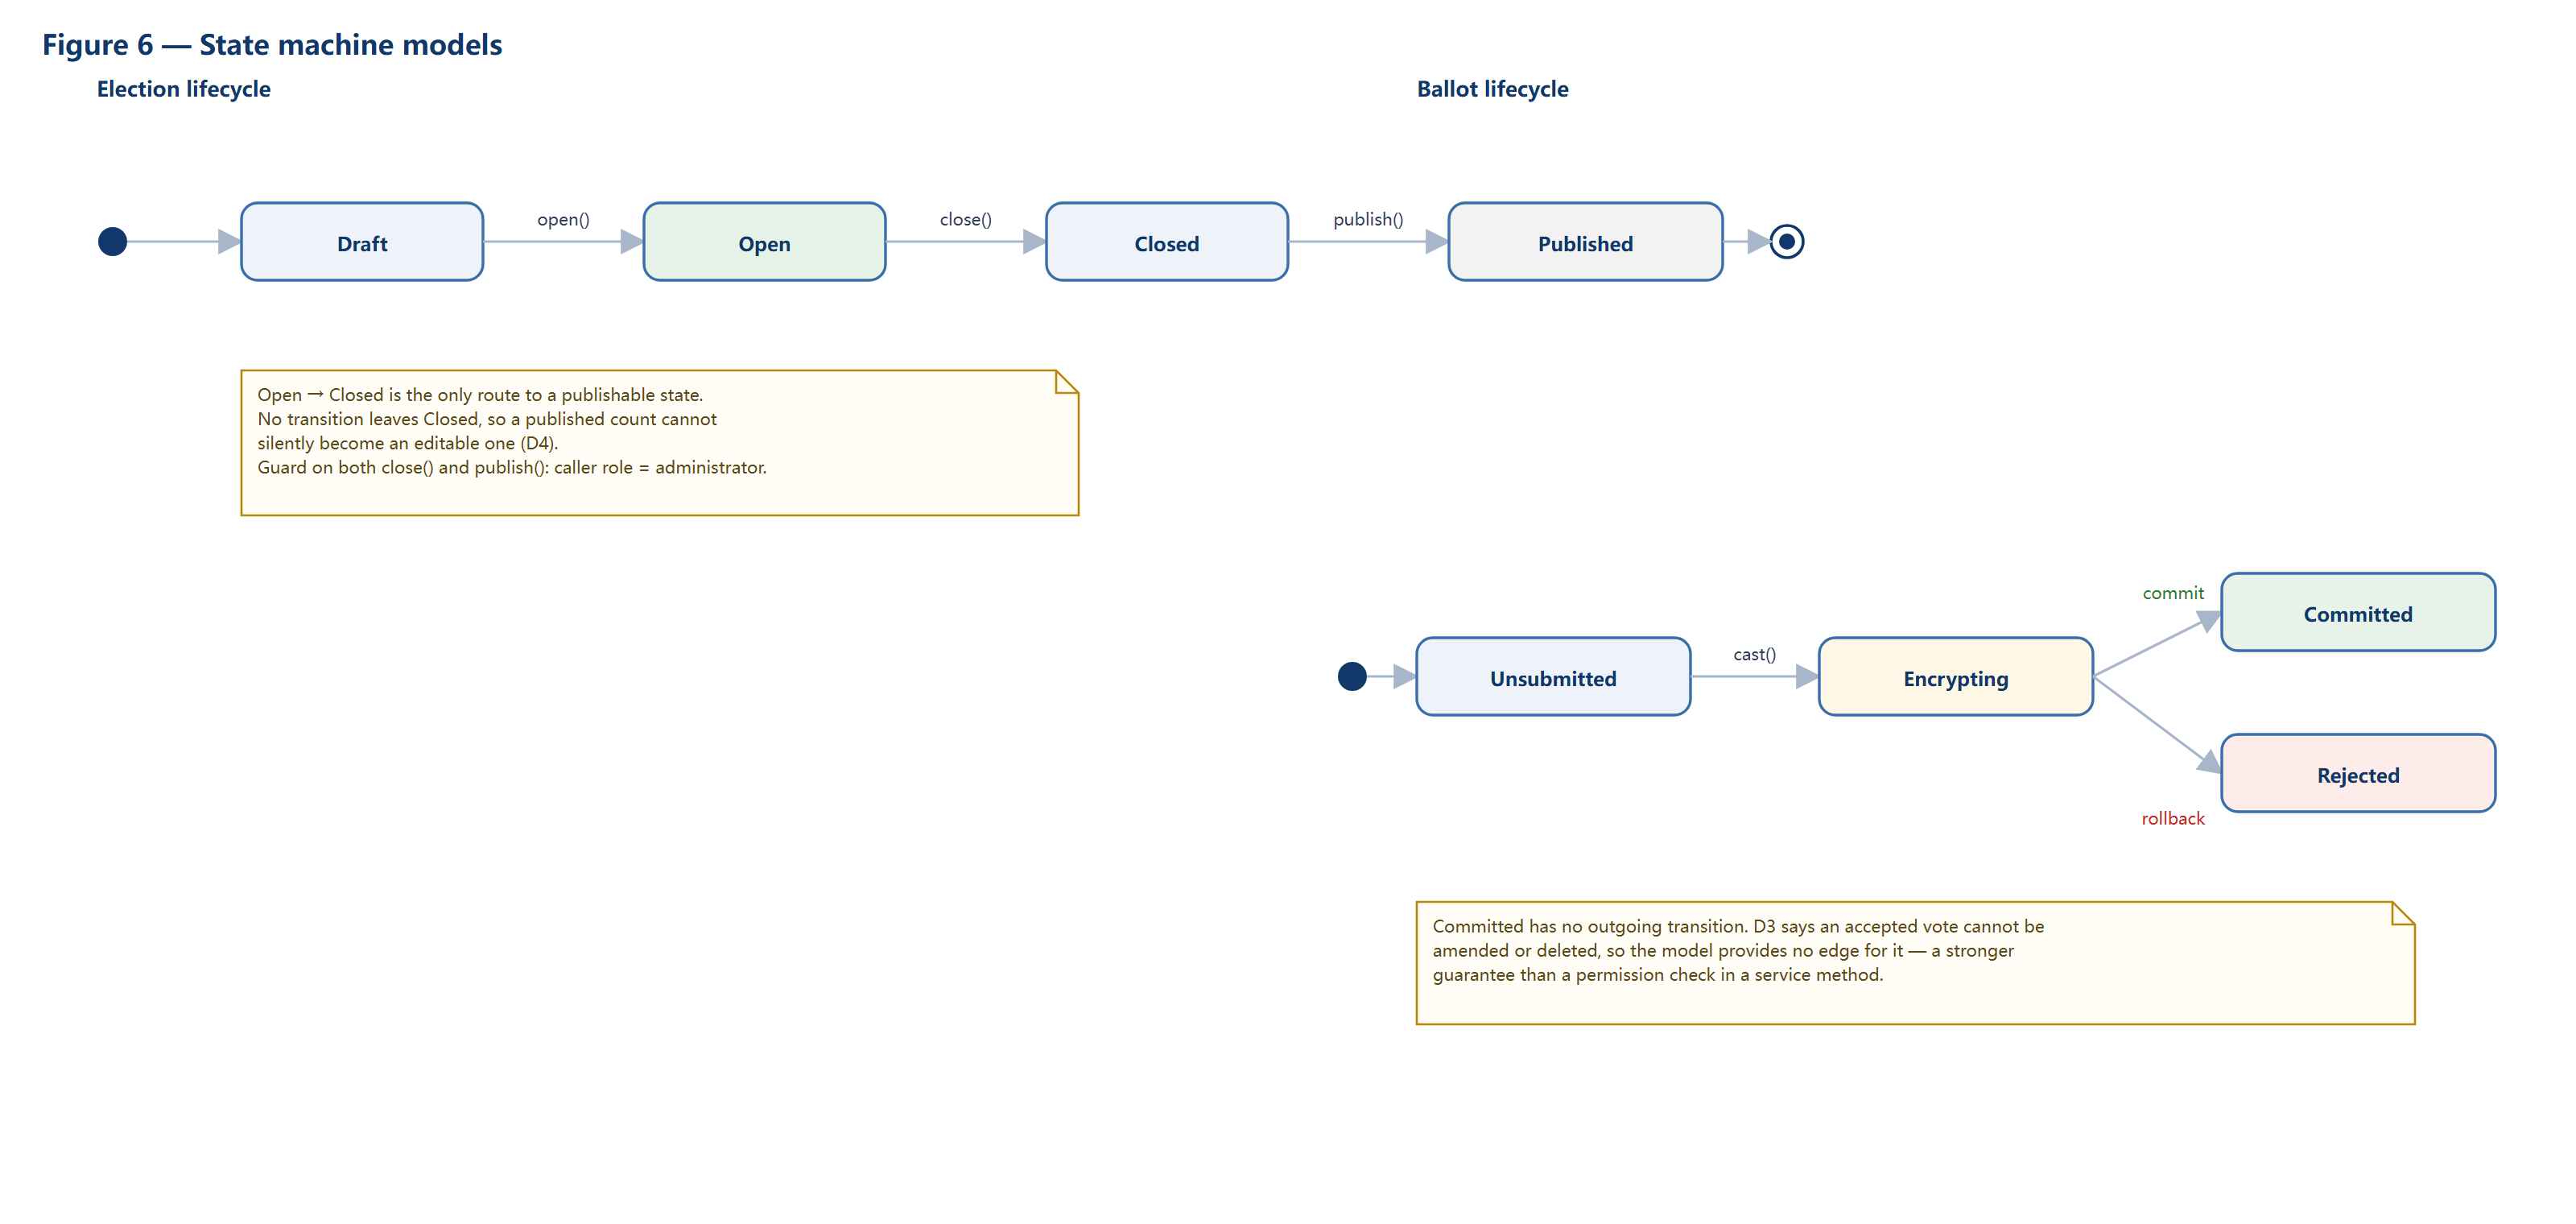 Figure 6 — State machine models
Election lifecycle
Ballot lifecycle
Draft
open()
Open
close()
Closed
publish()
Published
Open → Closed is the only route to a publishable state.
No transition leaves Closed, so a published count cannot
silently become an editable one (D4).
Guard on both close() and publish(): caller role = administrator.
Unsubmitted
cast()
Encrypting
commit
Committed
Rejected
rollback
Committed has no outgoing transition. D3 says an accepted vote cannot be
amended or deleted, so the model provides no edge for it — a stronger
guarantee than a permission check in a service method.